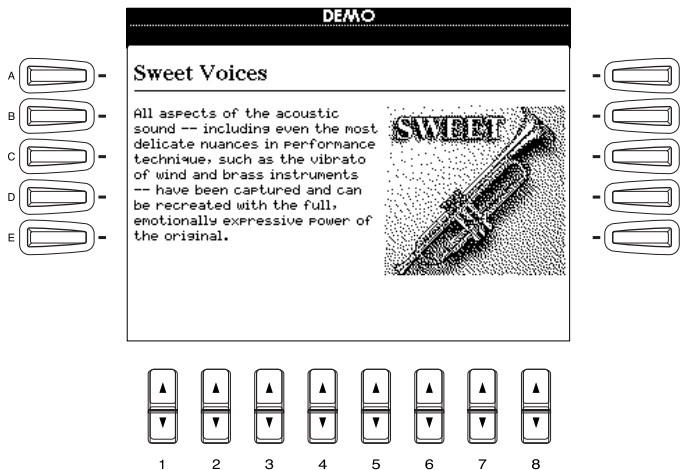 DEMO
Sweet Voices
All aspects of the acoustic
sound -- including even the most
delicate nuances in performance
technique, such as the vibrato
of wind and brass instruments
-- have been captured and can
be recreated with the full,
emotionally expressive power of
the original.
SWEET
A
B
C
D
E
1 2 3 4 5 6 7 8